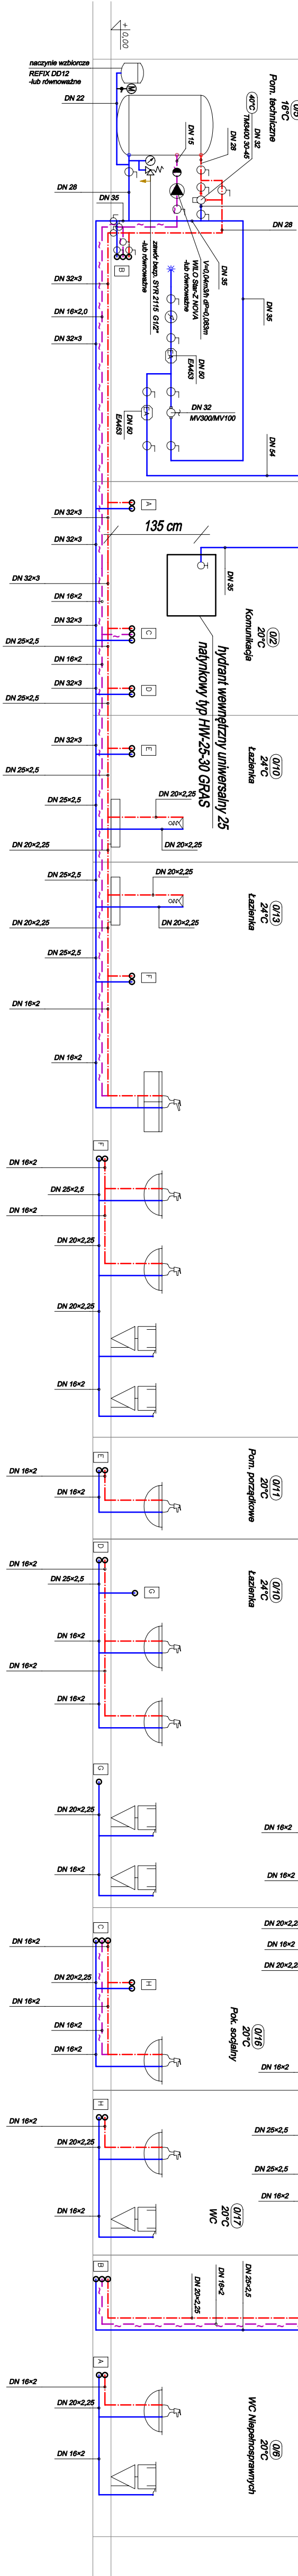 + 0,00
naczynie wzbiorcze
REFIX DD12
-lub równoważne
DN 22
M
DN 28
DN 35
B
0/5
Pom. techniczne
16°C
DN 32
TM3400 30-45
40°C
DN 28
DN 15
DN 28
DN 35
DN 35
V=0,04m3/h dP=0,083m
WILO Star-Z NOVA
-lub równoważne
zawór bezp. SYR 2115 G1/2"
-lub równoważne
DN 50
EA453
DN 32
MV300/MV100
DN 50
EA453
DN 54
DN 32×3
DN 16×2,0
DN 32×3
A
135 cm
DN 35
0/2
20°C
Komunikacja
hydrant wewnętrzny uniwersalny 25
natynkowy typ HW-25-30 GRAS
DN 32×3
DN 32×3
DN 32×3
DN 16×2
DN 32×3
C
DN 25×2,5
DN 16×2
DN 32×3
D
DN 25×2,5
0/10
24°C
Łazienka
DN 32×3
E
DN 25×2,5
DN 25×2,5
DN 20×2,25
DN 20×2,25
DN 20×2,25
0/13
24°C
Łazienka
DN 25×2,5
DN 20×2,25
DN 20×2,25
DN 20×2,25
DN 25×2,5
F
DN 16×2
DN 16×2
F
DN 16×2
DN 25×2,5
DN 16×2
DN 20×2,25
DN 20×2,25
DN 16×2
0/11
20°C
Pom. porządkowe
E
DN 16×2
DN 16×2
0/10
24°C
Łazienka
D
DN 16×2
DN 25×2,5
G
DN 16×2
DN 16×2
DN 16×2
G
DN 20×2,25
DN 16×2
DN 16×2
DN 16×2
DN 16×2
0/16
20°C
Pok. socjalny
C
DN 16×2
DN 20×2,25
H
DN 16×2
DN 16×2
DN 16×2
DN 16×2
H
DN 16×2
DN 20×2,25
DN 16×2
0/17
20°C
WC
DN 25×2,5
DN 25×2,5
DN 16×2
B
DN 25×2,5
DN 16×2
DN 20×2,25
0/6
20°C
WC Niepełnosprawnych
A
DN 16×2
DN 20×2,25
DN 16×2